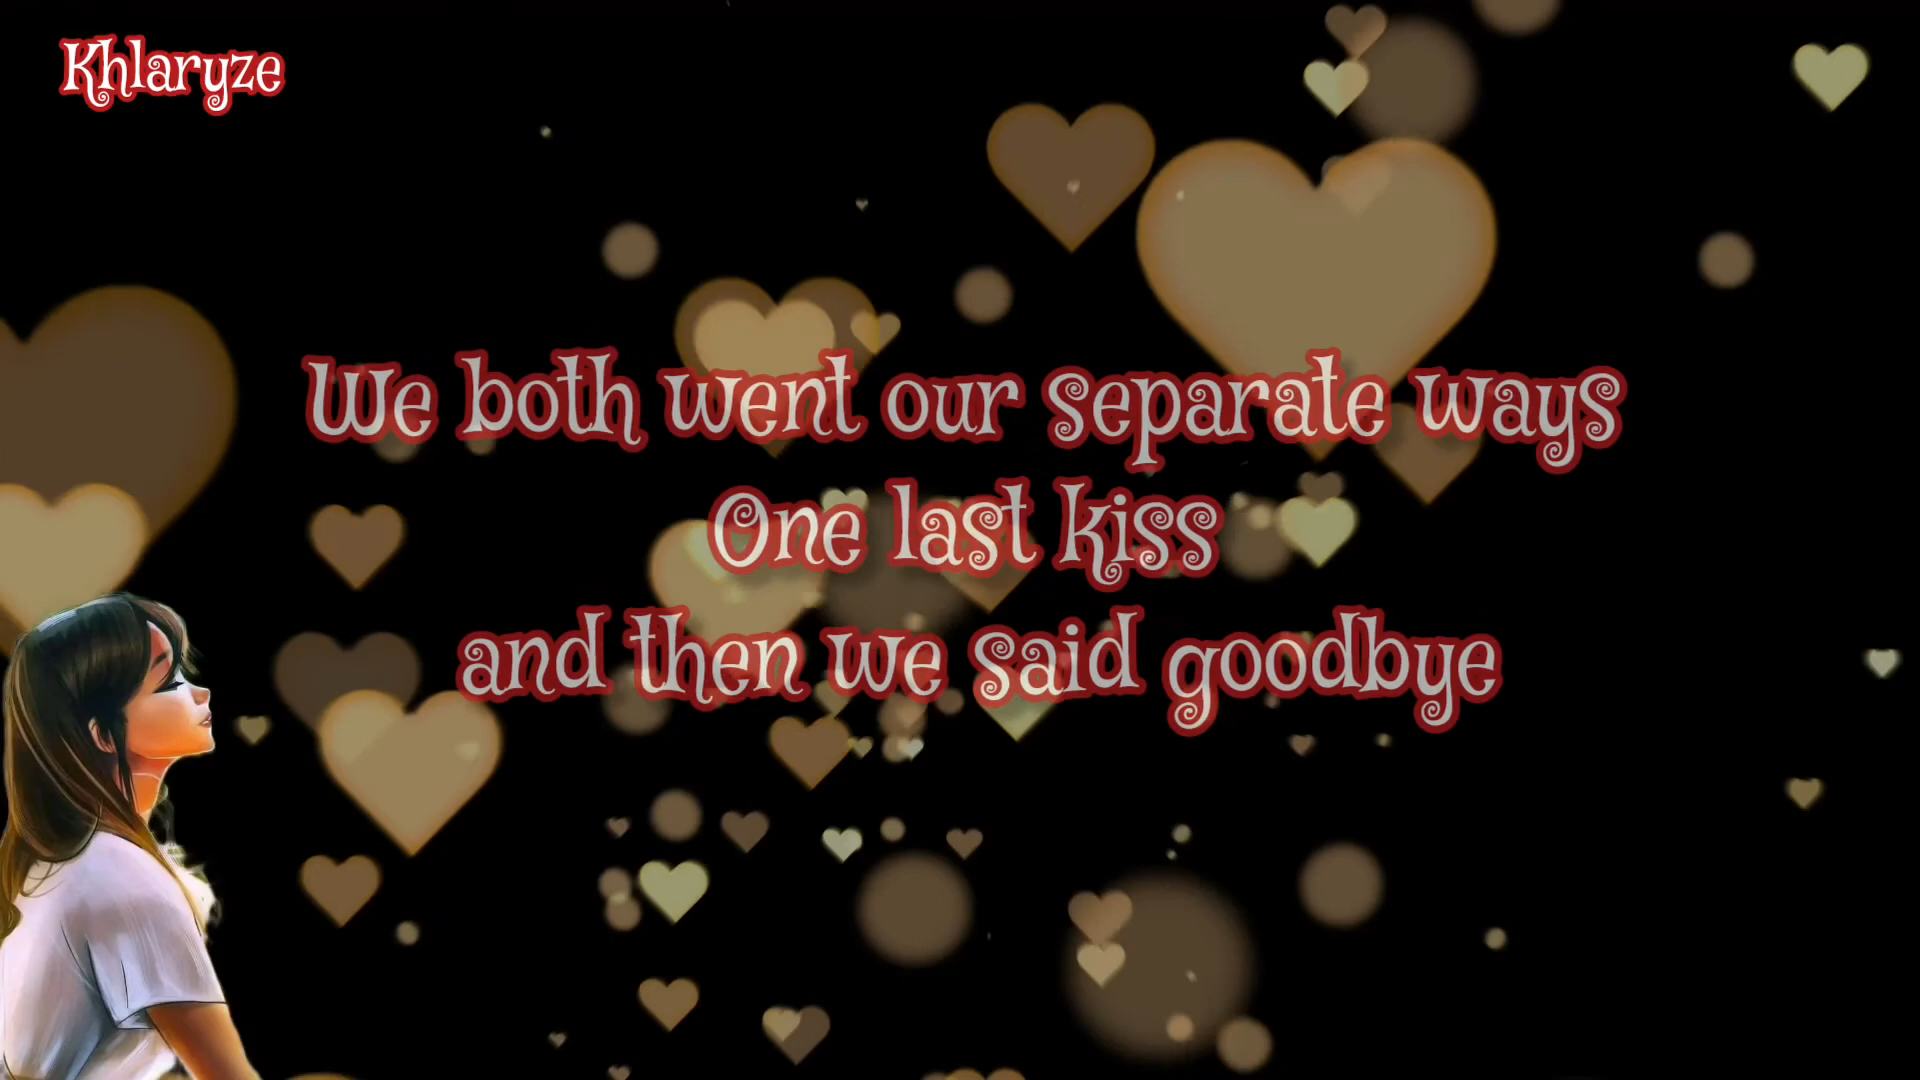 Khlaryze
We both went our separate ways
One last kiss
and then we said goodbye